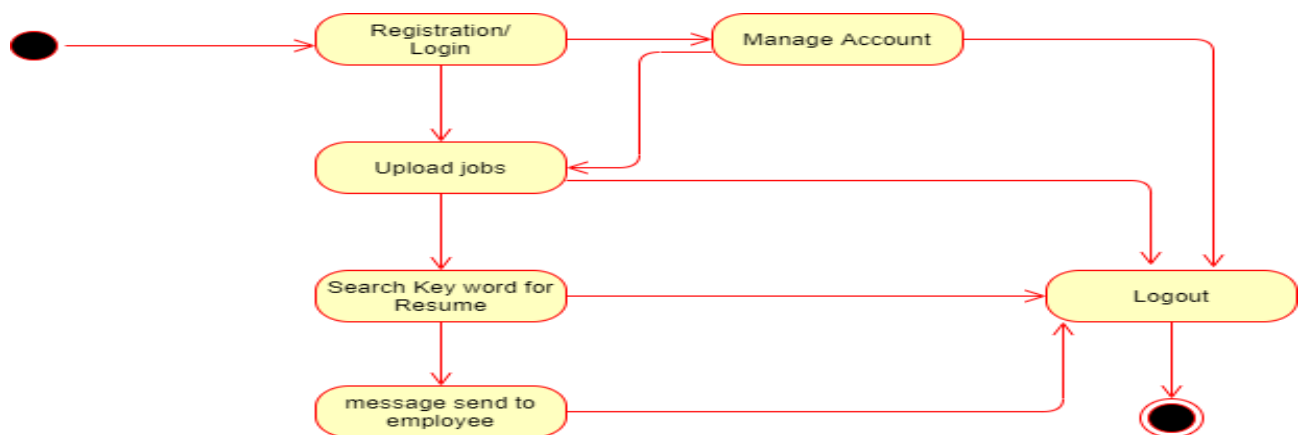 Registration/
Login
Manage Account
Upload jobs
Search Key word for
Resume
Logout
message send to
employee